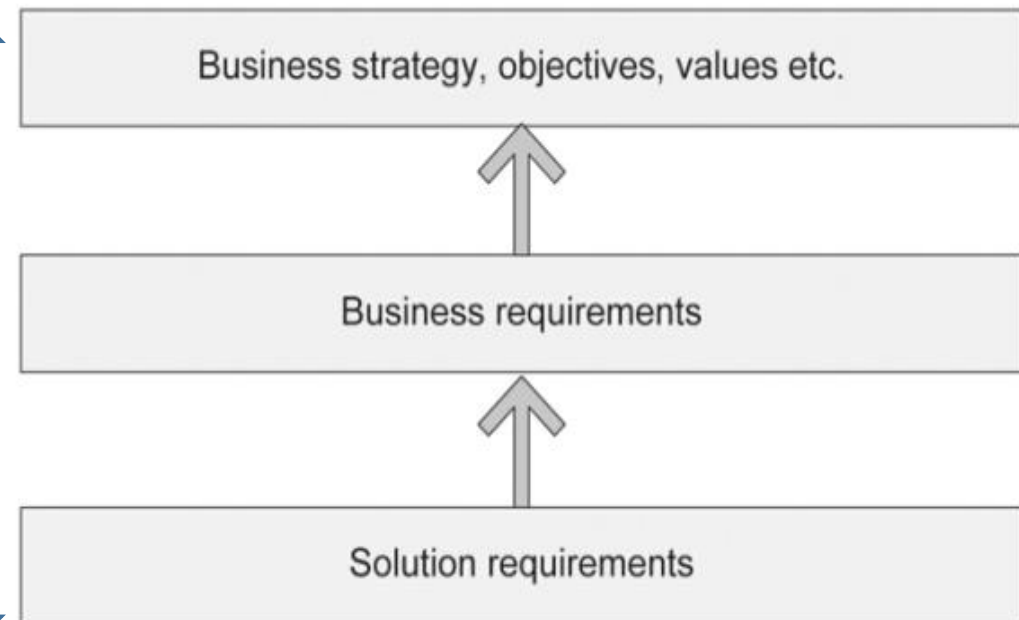 Business strategy, objectives, values etc.
Business requirements
Solution requirements